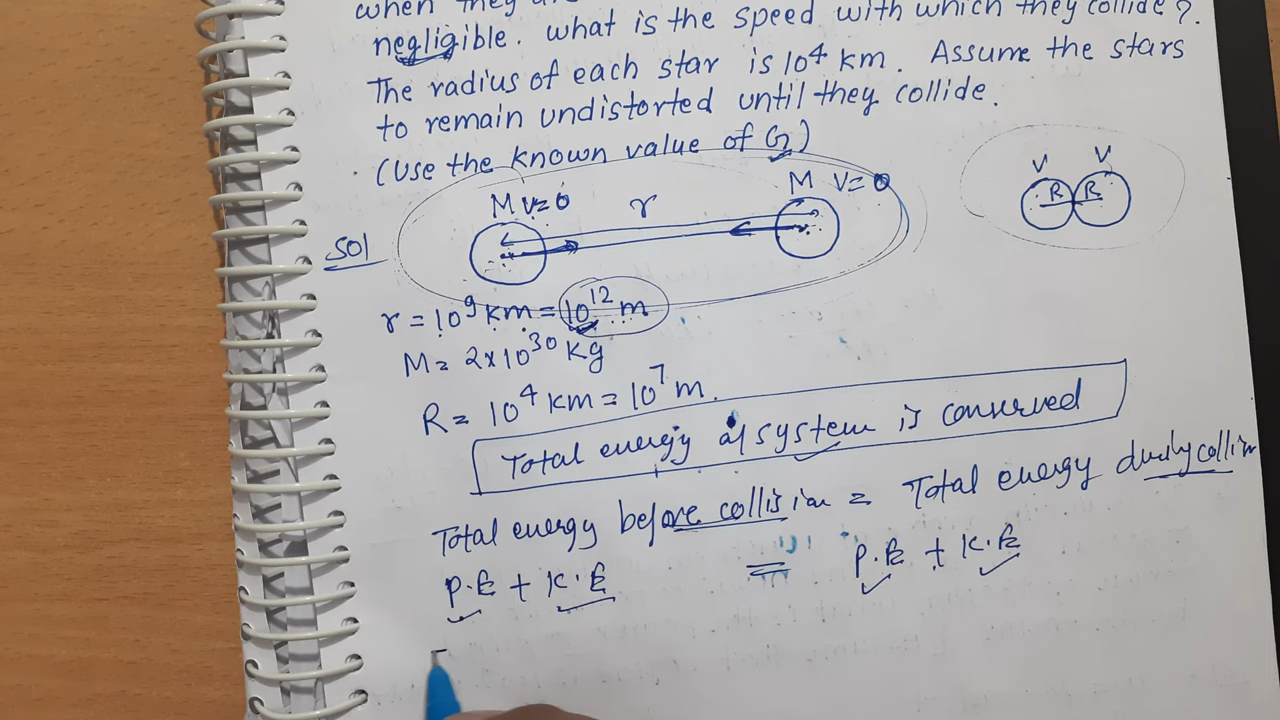 when they
negligible. what is the speed with which they collide?
The radius of each star is 10⁴ km. Assume the stars
to remain undistorted until they collide.
(Use the known value of G)
M V=0 r M V=0
V V
R R
Sol
r = 10⁹ km = 10¹² m
M = 2×10³⁰ kg
R = 10⁴ km = 10⁷ m.
Total energy of system is conserved
Total energy before collision = Total energy during collision
P.E + K.E = P.E + K.E